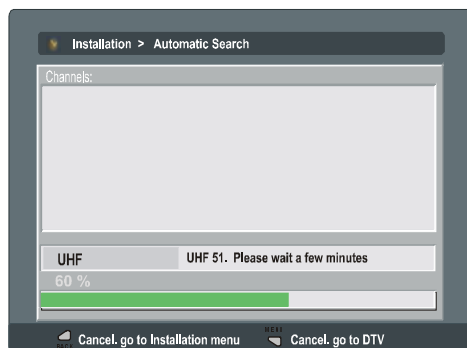 Installation > Automatic Search
Channels:
UHF
UHF 51. Please wait a few minutes
60 %
BACK Cancel. go to Installation menu
MENU Cancel. go to DTV